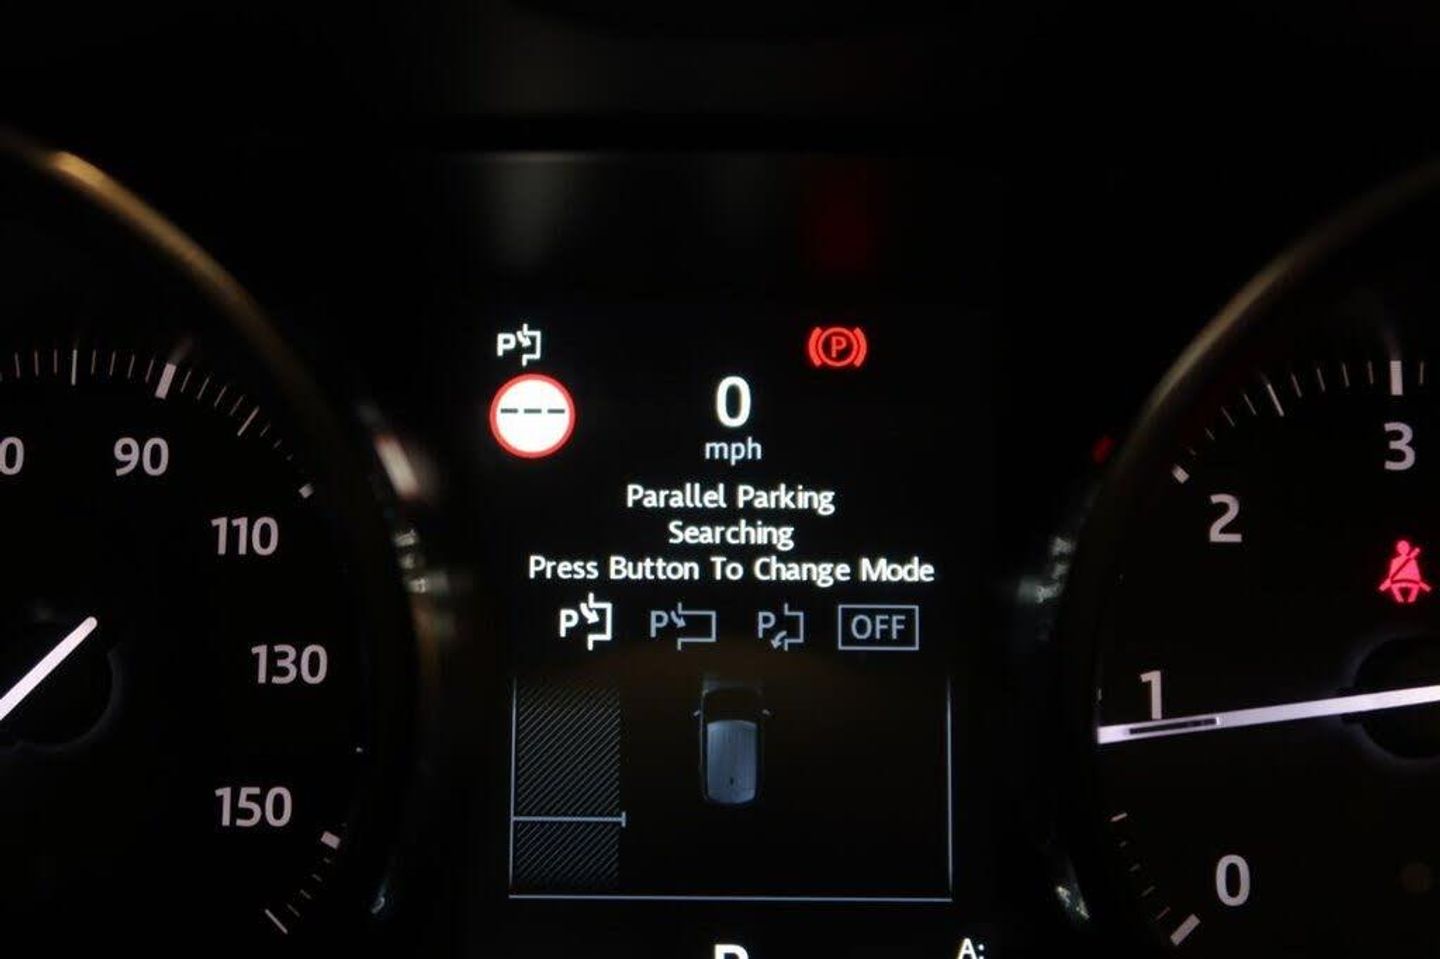 P
P
---
0
mph
Parallel Parking
Searching
Press Button To Change Mode
P P P OFF
90
110
130
150
3
2
1
0
A: